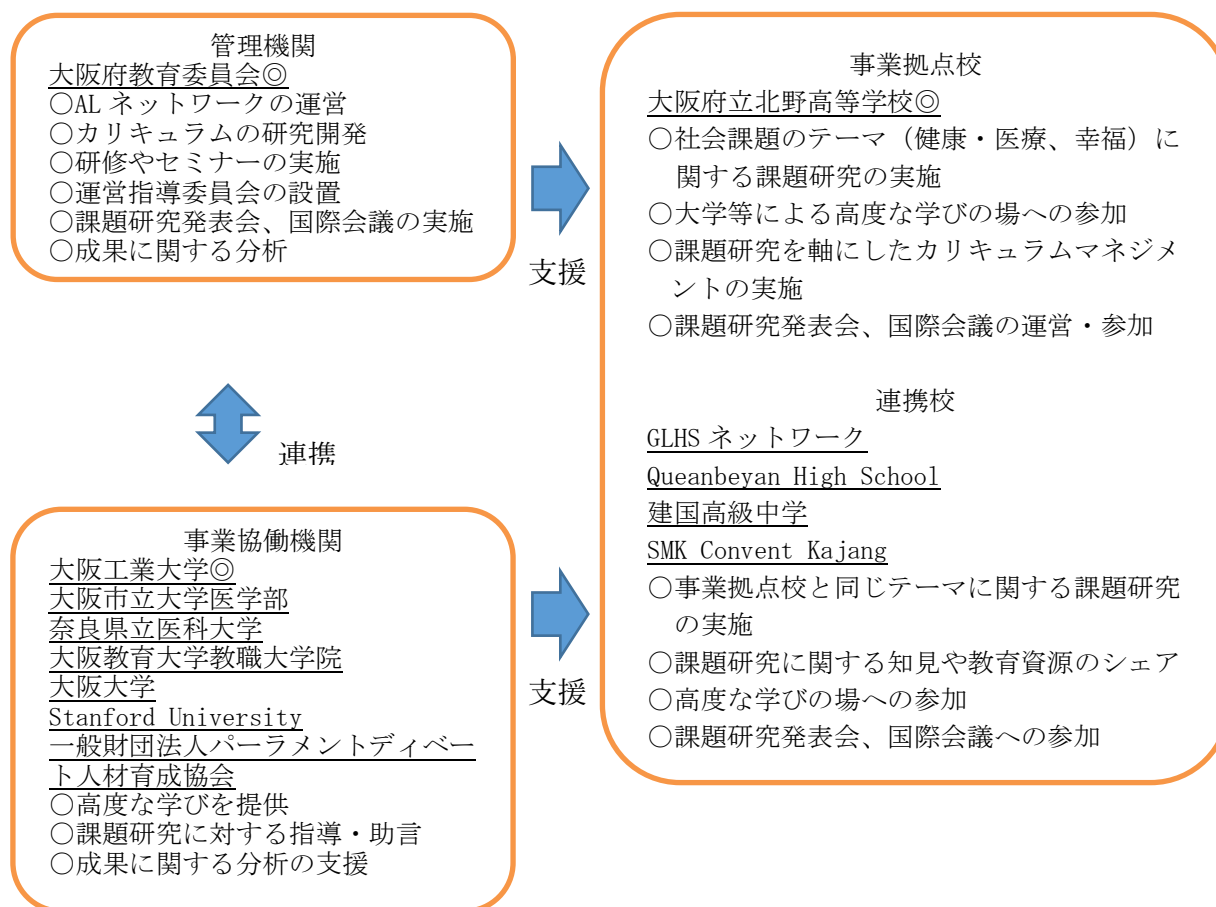 管理機関
大阪府教育委員会◎
○AL ネットワークの運営
○カリキュラムの研究開発
○研修やセミナーの実施
○運営指導委員会の設置
○課題研究発表会、国際会議の実施
○成果に関する分析
支援
連携
事業協働機関
大阪工業大学◎
大阪市立大学医学部
奈良県立医科大学
大阪教育大学教職大学院
大阪大学
Stanford University
一般財団法人パーラメントディベー
ト人材育成協会
○高度な学びを提供
○課題研究に対する指導・助言
○成果に関する分析の支援
支援
事業拠点校
大阪府立北野高等学校◎
○社会課題のテーマ（健康・医療、幸福）に
関する課題研究の実施
○大学等による高度な学びの場への参加
○課題研究を軸にしたカリキュラムマネジメ
ントの実施
○課題研究発表会、国際会議の運営・参加
連携校
GLHS ネットワーク
Queanbeyan High School
建国高級中学
SMK Convent Kajang
○事業拠点校と同じテーマに関する課題研究
の実施
○課題研究に関する知見や教育資源のシェア
○高度な学びの場への参加
○課題研究発表会、国際会議への参加